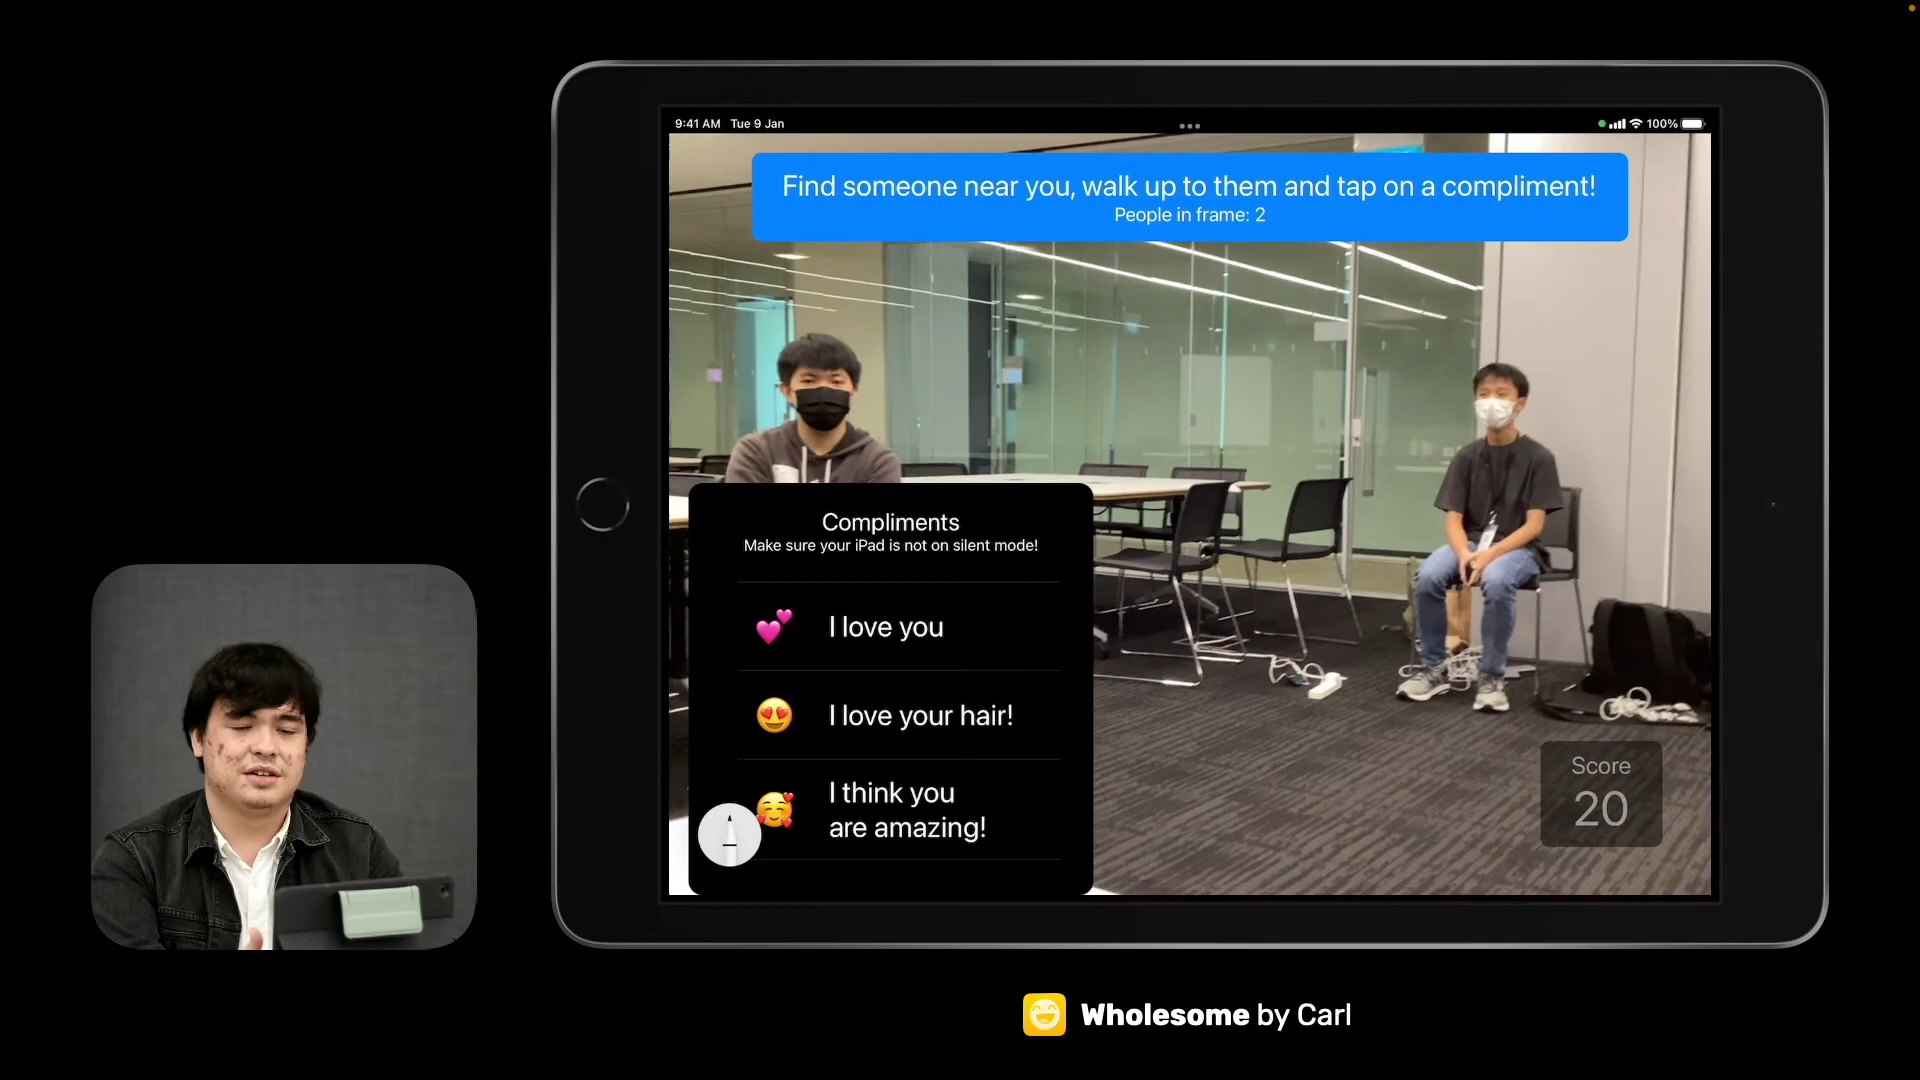 9:41 AM Tue 9 Jan
100%
Find someone near you, walk up to them and tap on a compliment!
People in frame: 2
Compliments
Make sure your iPad is not on silent mode!
I love you
I love your hair!
I think you
are amazing!
Score
20
Wholesome by Carl